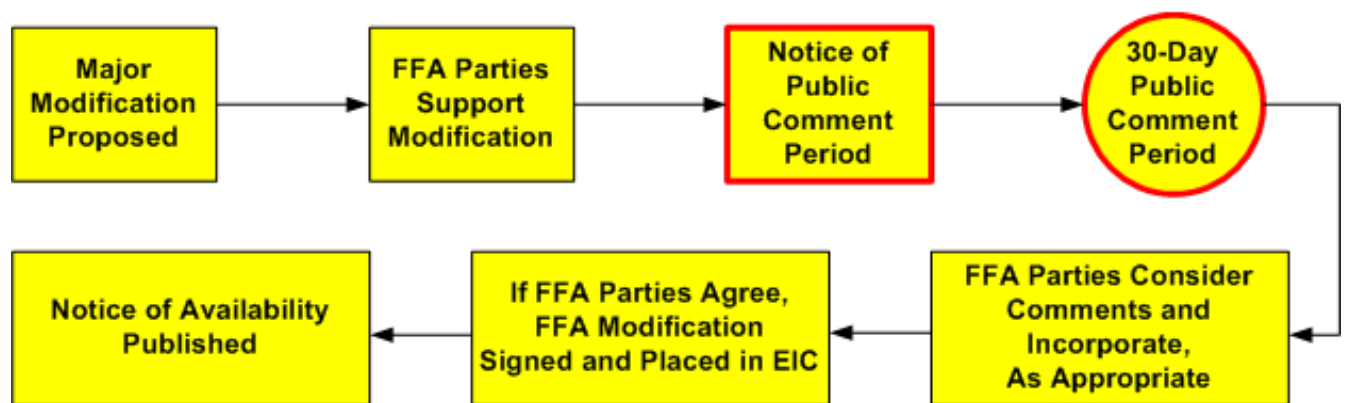 Major
Modification
Proposed
FFA Parties
Support
Modification
Notice of
Public
Comment
Period
30-Day
Public
Comment
Period
FFA Parties Consider
Comments and
Incorporate,
As Appropriate
If FFA Parties Agree,
FFA Modification
Signed and Placed in EIC
Notice of Availability
Published